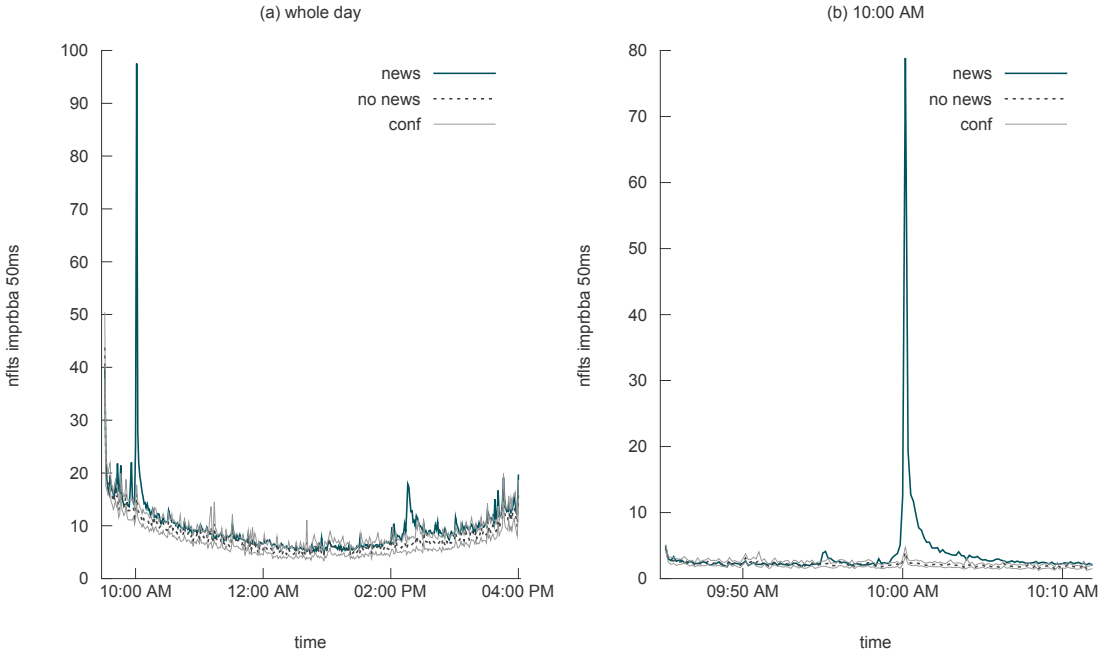 (a) whole day
100
90
80
70
60
50
40
30
20
10
0
nflts imprbba 50ms
news
no news
conf
10:00 AM
12:00 AM
02:00 PM
04:00 PM
time
(b) 10:00 AM
80
70
60
50
40
30
20
10
0
nflts imprbba 50ms
news
no news
conf
09:50 AM
10:00 AM
10:10 AM
time